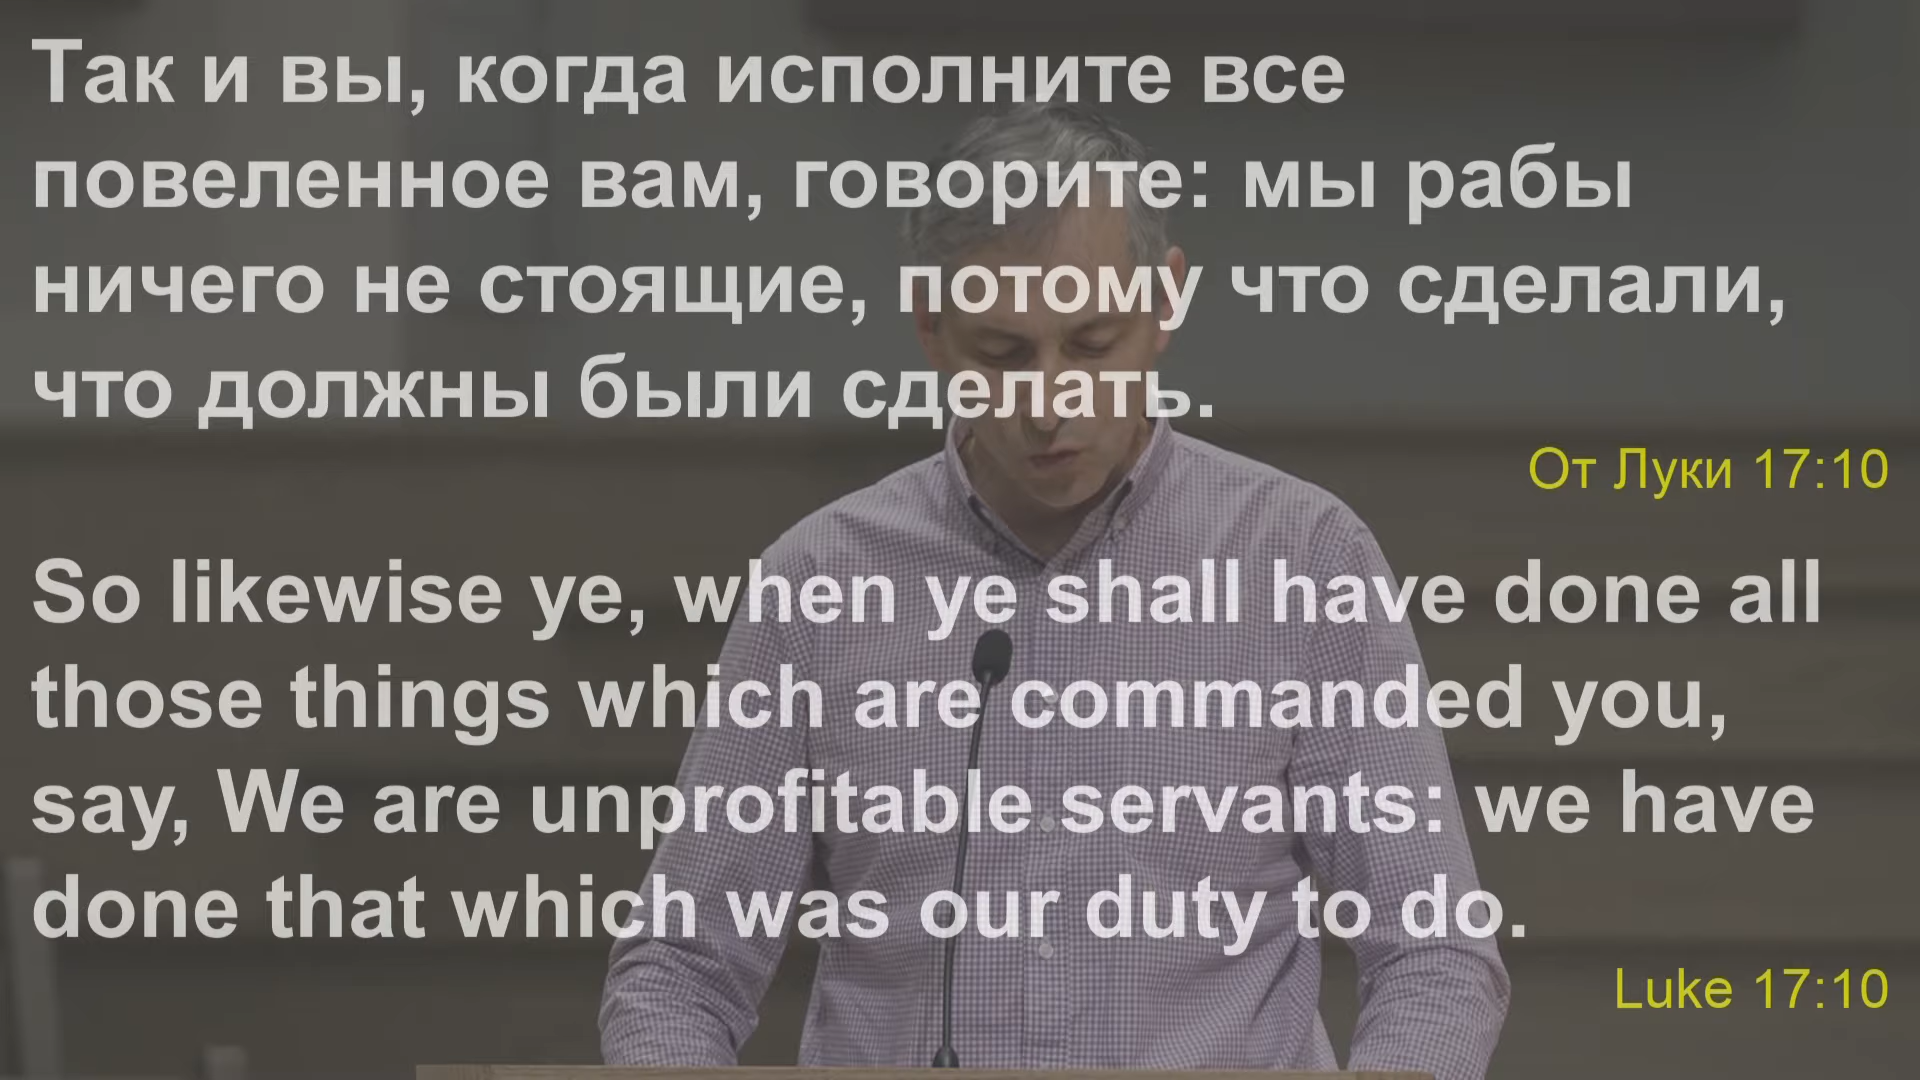 Так и вы, когда исполните все
повеленное вам, говорите: мы рабы
ничего не стоящие, потому что сделали,
что должны были сделать.
От Луки 17:10
So likewise ye, when ye shall have done all
those things which are commanded you,
say, We are unprofitable servants: we have
done that which was our duty to do.
Luke 17:10